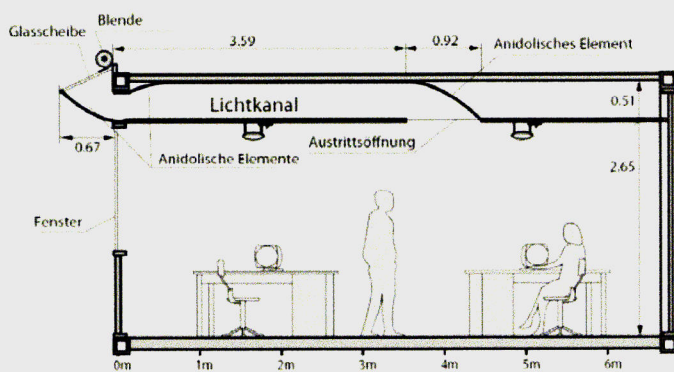 Blende
Glasscheibe
3.59
0.92
Anidolisches Element
Lichtkanal
0.51
Austrittsöffnung
0.67
Anidolische Elemente
2.65
Fenster
0m 1m 2m 3m 4m 5m 6m